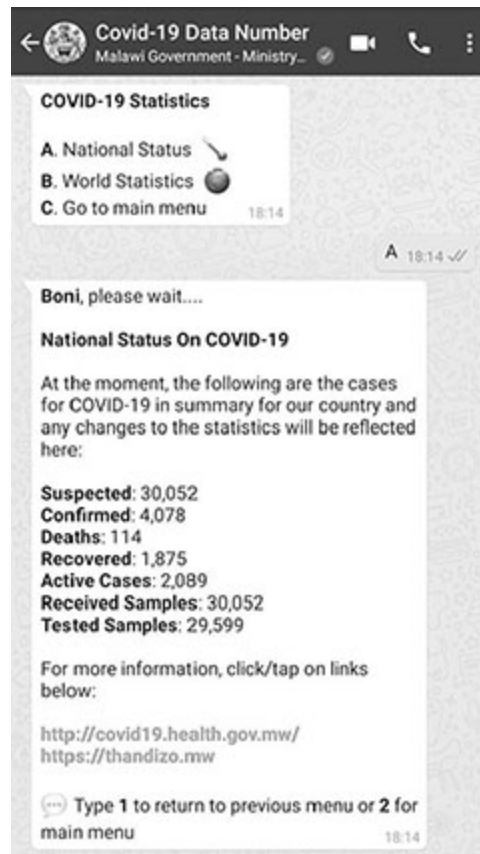 Covid-19 Data Number
Malawi Government - Ministry...
COVID-19 Statistics
A. National Status
B. World Statistics
C. Go to main menu
18:14
A 18:14
Boni, please wait....
National Status On COVID-19
At the moment, the following are the cases
for COVID-19 in summary for our country and
any changes to the statistics will be reflected
here:
Suspected: 30,052
Confirmed: 4,078
Deaths: 114
Recovered: 1,875
Active Cases: 2,089
Received Samples: 30,052
Tested Samples: 29,599
For more information, click/tap on links
below:
http://covid19.health.gov.mw/
https://thandizo.mw
Type 1 to return to previous menu or 2 for
main menu
18:14